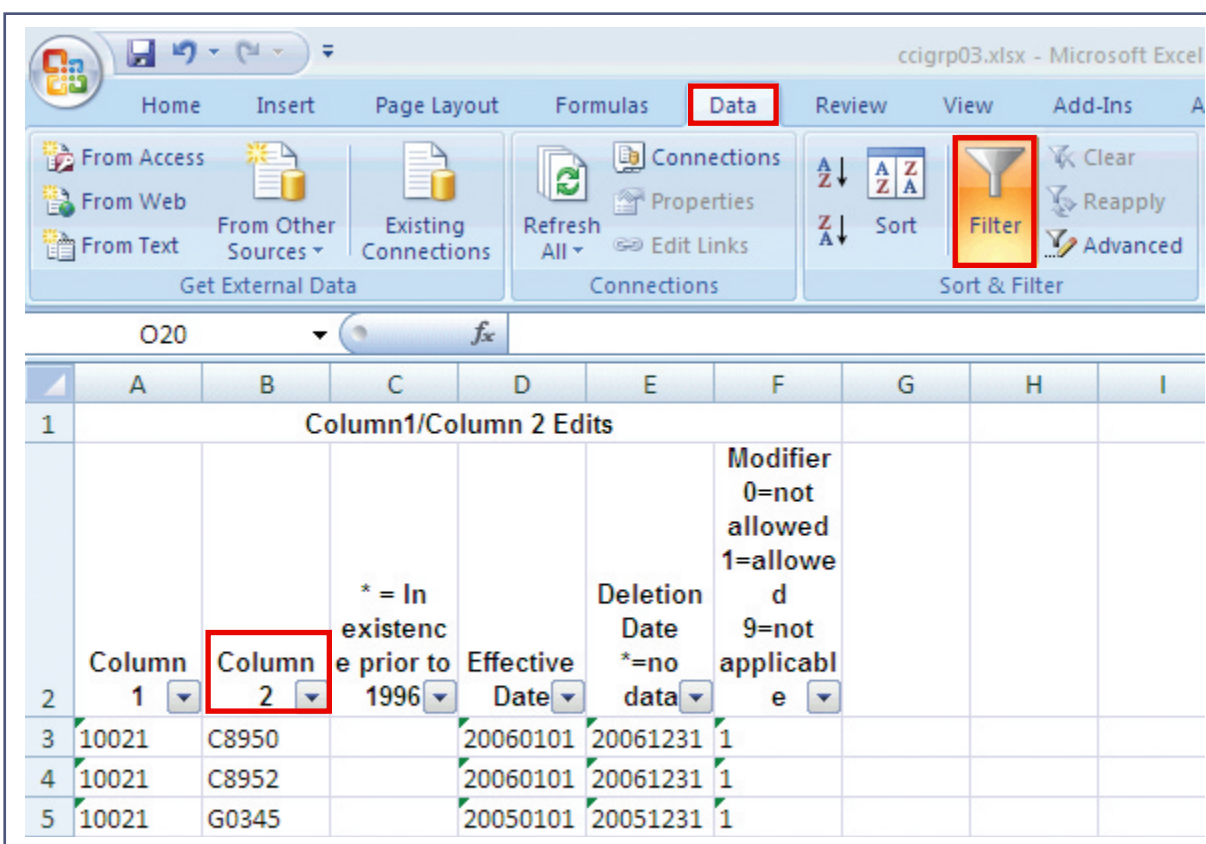 ccigrp03.xlsx - Microsoft Excel
Home Insert Page Layout Formulas Data Review View Add-Ins A
From Access
From Web
From Text
From Other
Sources
Existing
Connections
Get External Data
Refresh
All
Connections
Properties
Edit Links
Connections
A
Z
Z
A
A Z
Z A
Sort
Filter
Clear
Reapply
Advanced
Sort & Filter
O20
fx
A B C D E F G H I
1 Column1/Column 2 Edits
2
Column
1
Column
2
* = In
existenc
e prior to
1996
Effective
Date
Deletion
Date
*=no
data
Modifier
0=not
allowed
1=allowe
d
9=not
applicabl
e
3 10021 C8950 20060101 20061231 1
4 10021 C8952 20060101 20061231 1
5 10021 G0345 20050101 20051231 1